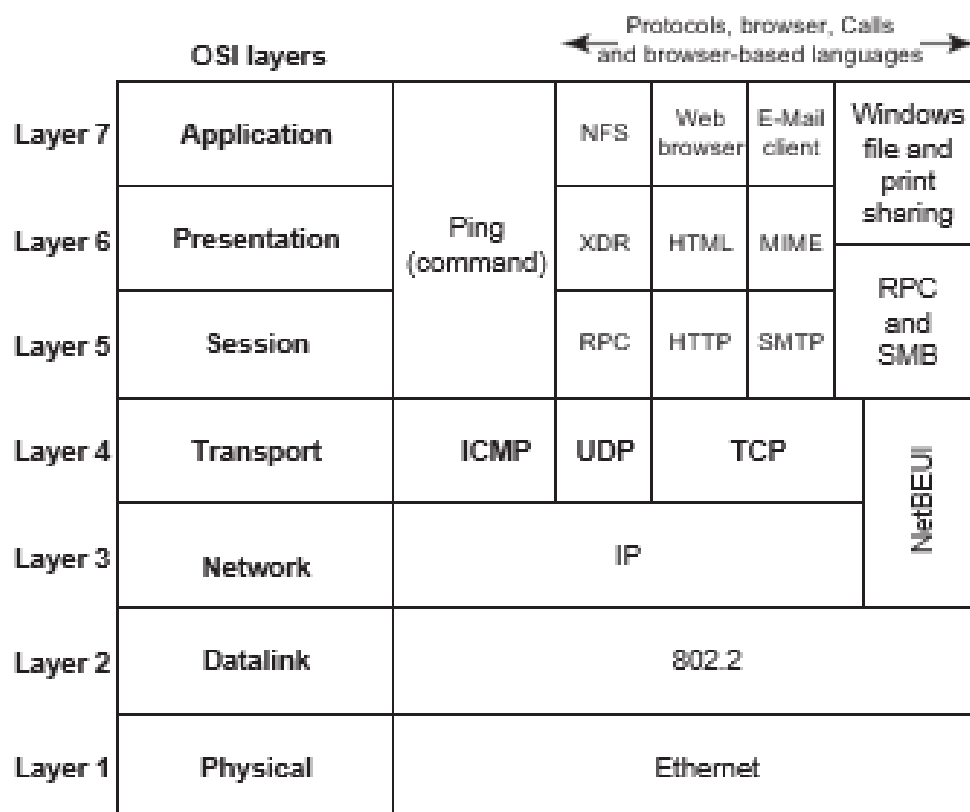 Protocols, browser, Calls
and browser-based languages
OSI layers
Layer 7
Application
NFS
Web
browser
E-Mail
client
Windows
file and
print
sharing
Layer 6
Presentation
Ping
(command)
XDR
HTML
MIME
Layer 5
Session
RPC
HTTP
SMTP
RPC
and
SMB
Layer 4
Transport
ICMP
UDP
TCP
NetBEUI
Layer 3
Network
IP
Layer 2
Datalink
802.2
Layer 1
Physical
Ethernet